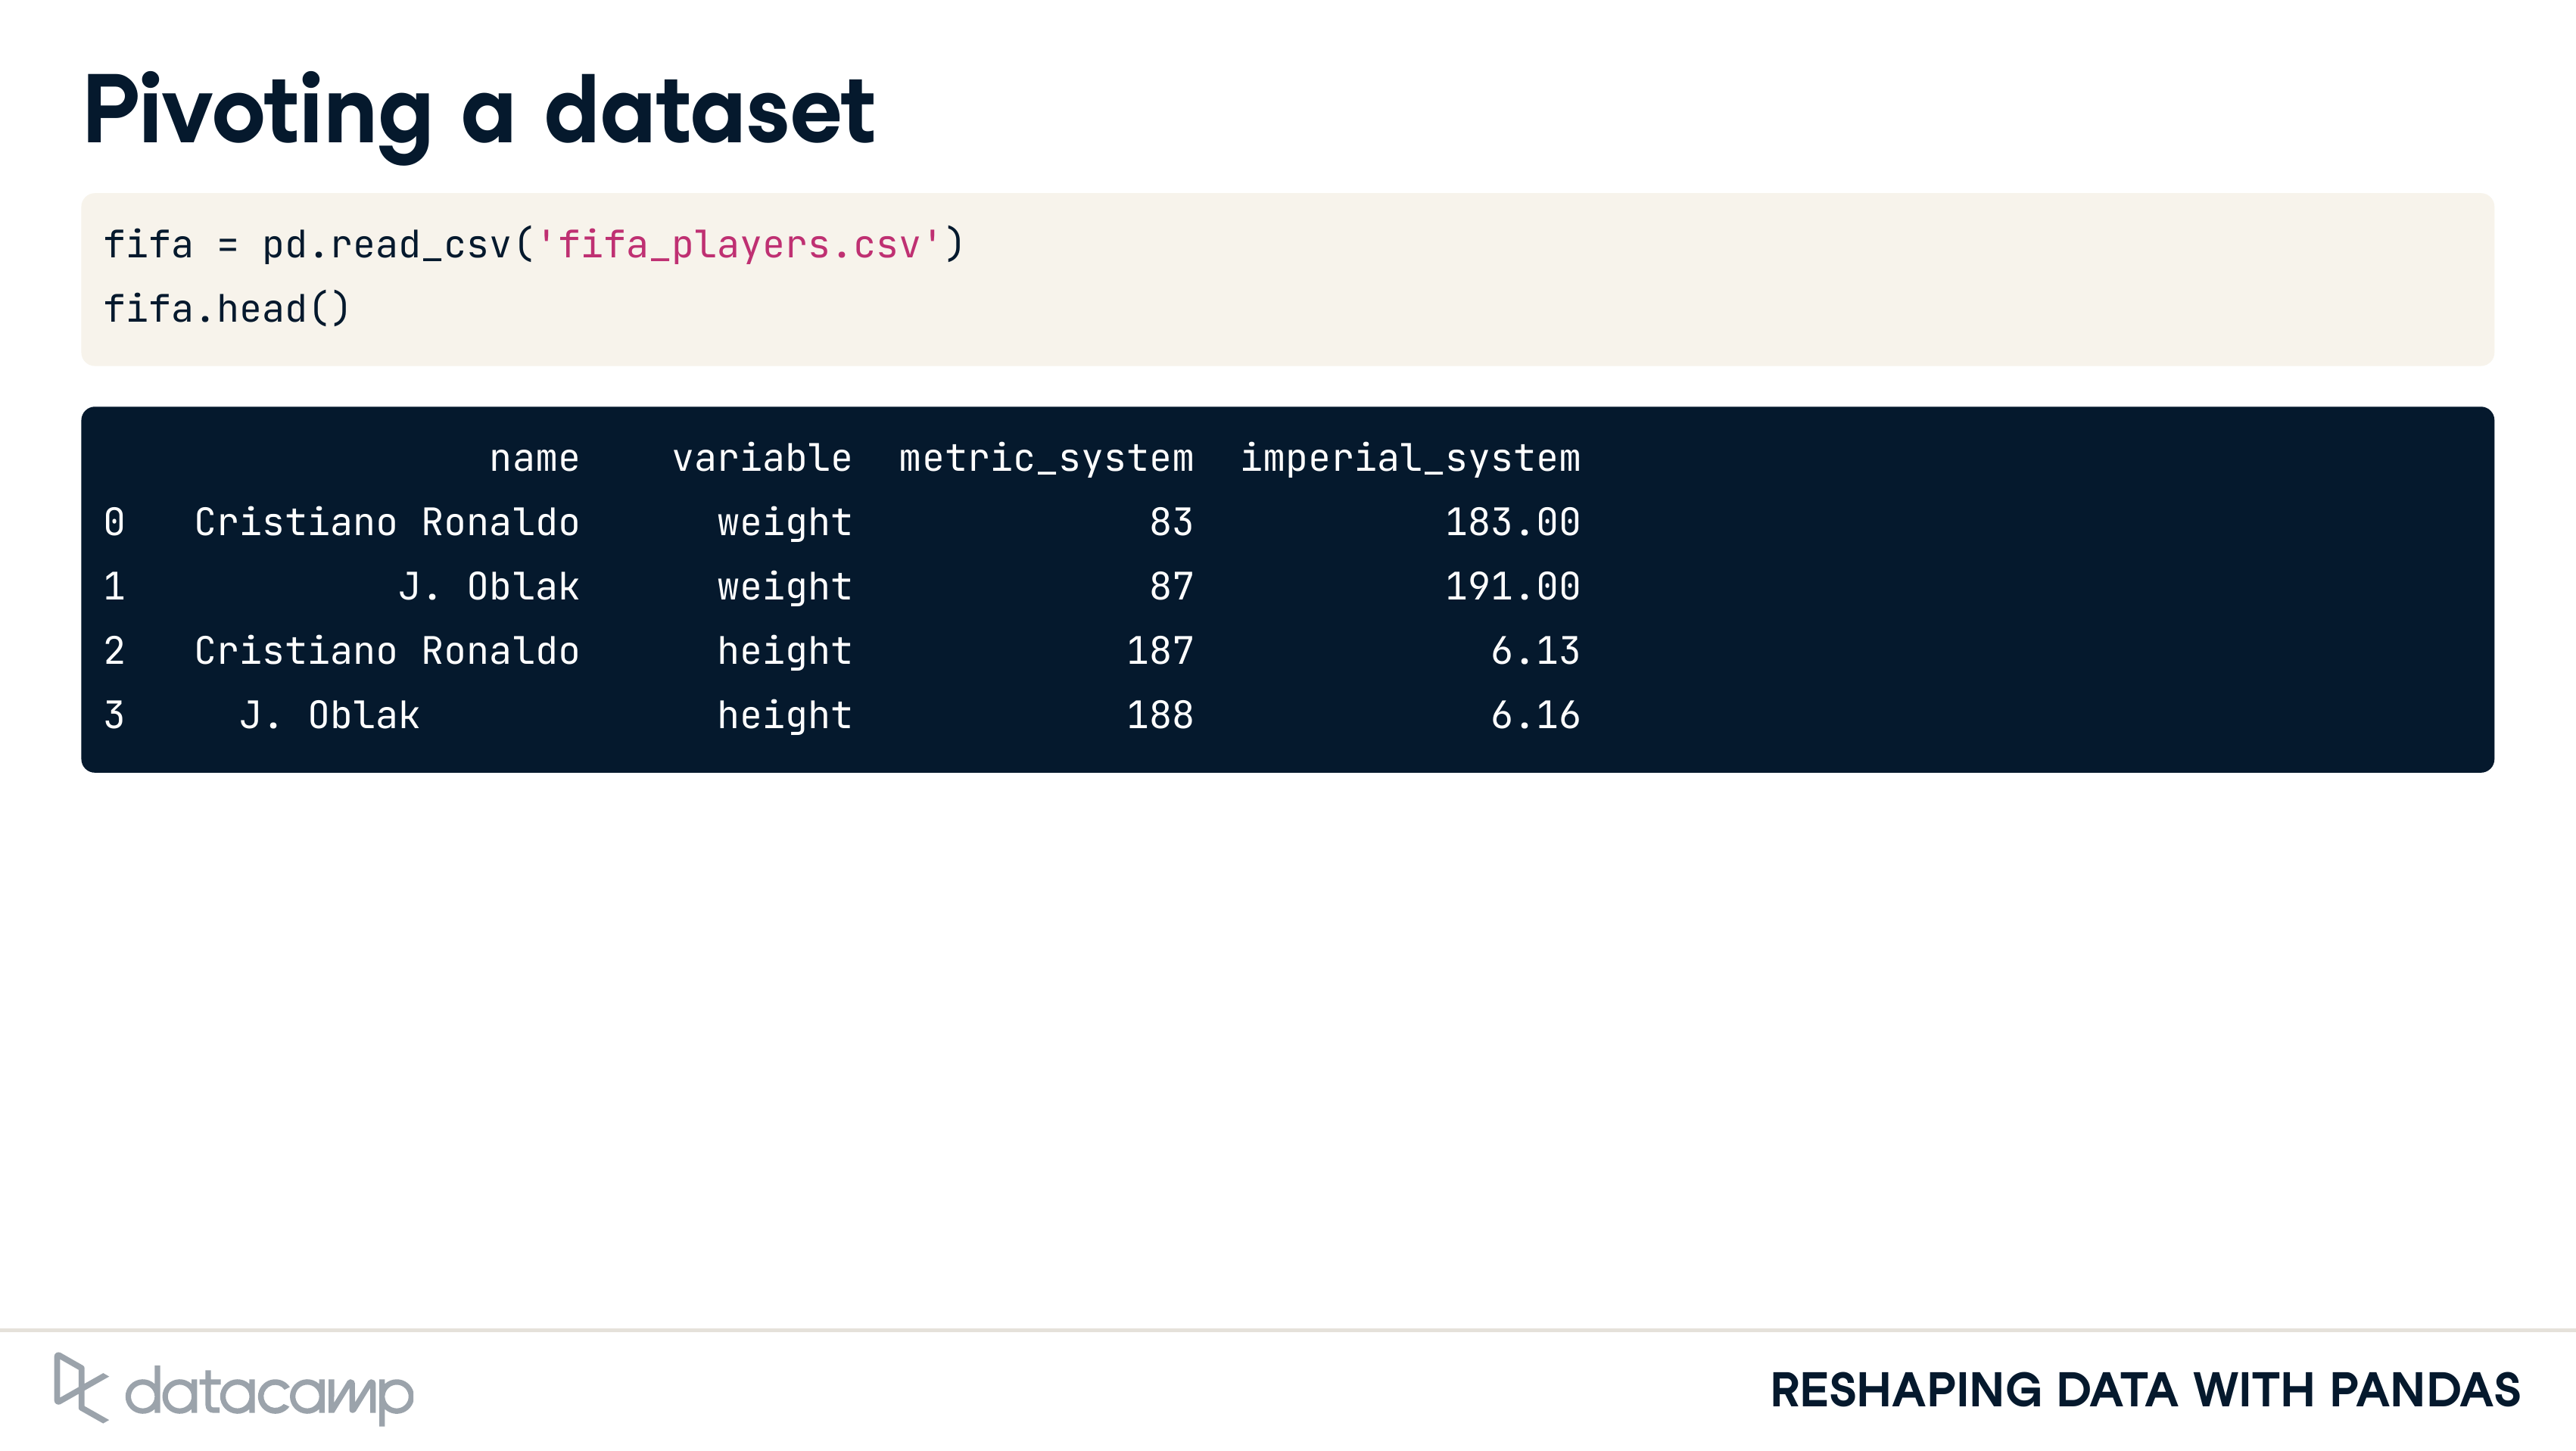 Pivoting a dataset
fifa = pd.read_csv('fifa_players.csv')
fifa.head()
name variable metric_system imperial_system
0 Cristiano Ronaldo weight 83 183.00
1 J. Oblak weight 87 191.00
2 Cristiano Ronaldo height 187 6.13
3 J. Oblak height 188 6.16
datacamp
RESHAPING DATA WITH PANDAS